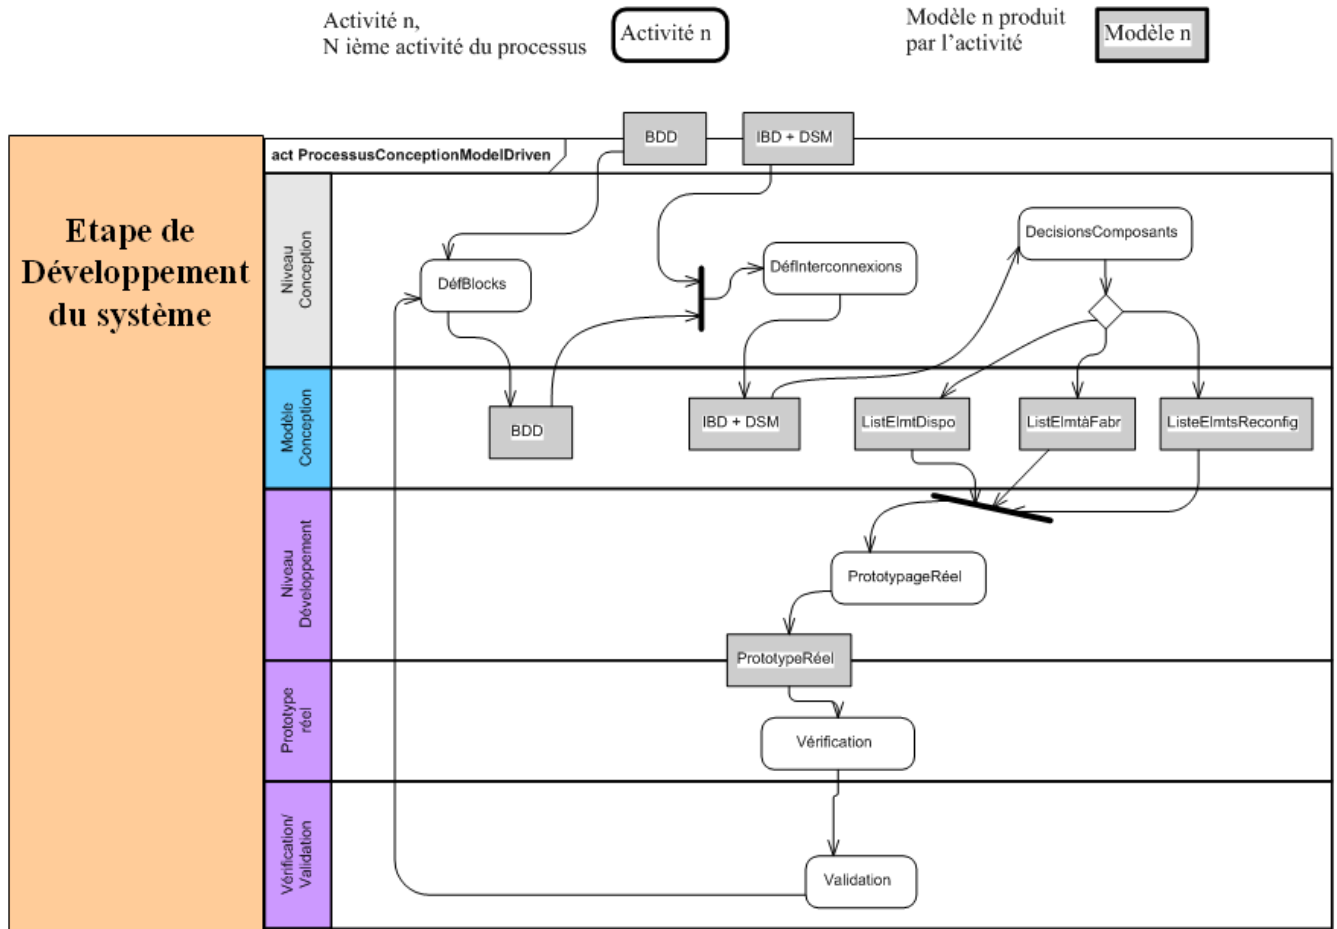 Activité n,
N ième activité du processus
Activité n
Modèle n produit
par l'activité
Modèle n
BDD
IBD + DSM
act ProcessusConceptionModelDriven
Etape de
Développement
du système
Niveau
Conception
DéfBlocks
DéfInterconnexions
DecisionsComposants
Modèle
Conception
BDD
IBD + DSM
ListElmtDispo
ListElmtàFabr
ListeElmtsReconfig
Niveau
Développement
PrototypageRéel
PrototypeRéel
Prototype
réel
Vérification
Vérification/
Validation
Validation